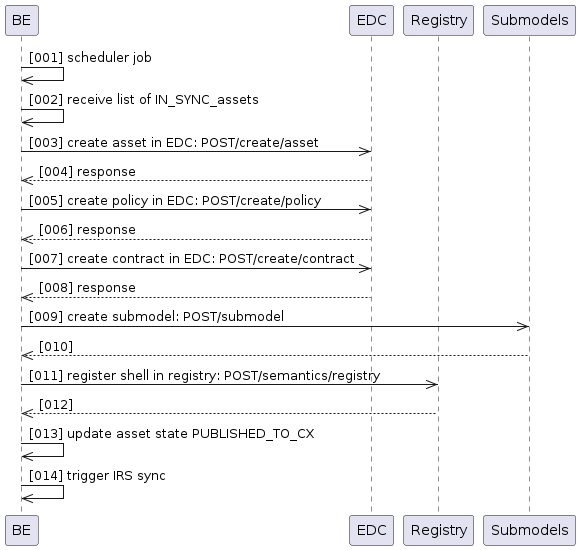 BE EDC Registry Submodels
[001] scheduler job
[002] receive list of IN_SYNC_assets
[003] create asset in EDC: POST/create/asset
[004] response
[005] create policy in EDC: POST/create/policy
[006] response
[007] create contract in EDC: POST/create/contract
[008] response
[009] create submodel: POST/submodel
[010]
[011] register shell in registry: POST/semantics/registry
[012]
[013] update asset state PUBLISHED_TO_CX
[014] trigger IRS sync
BE EDC Registry Submodels